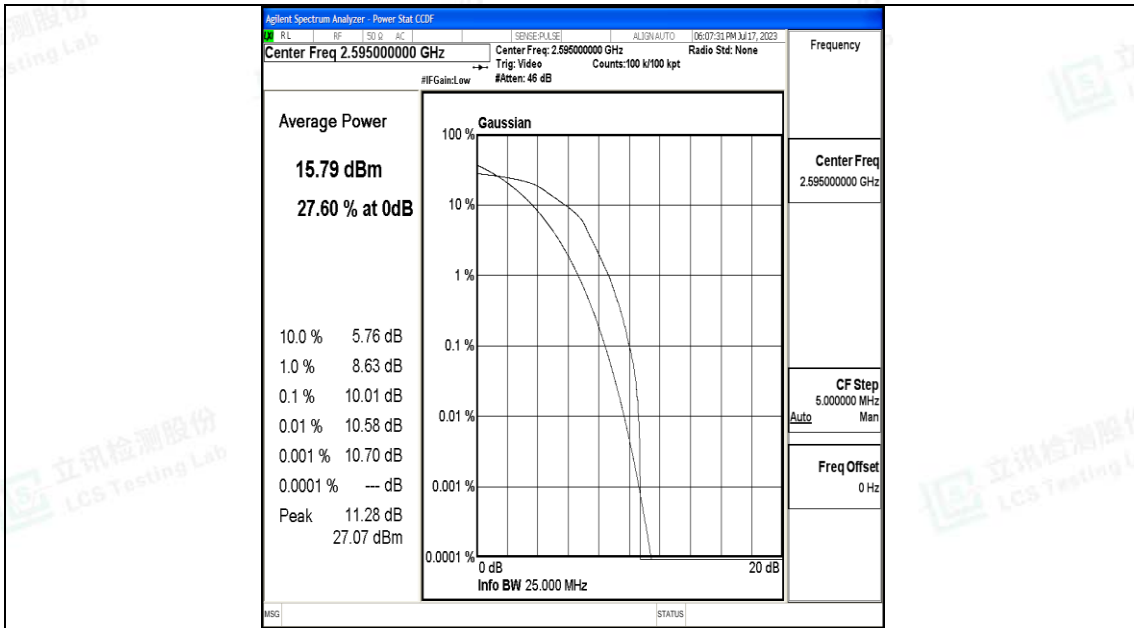 Agilent Spectrum Analyzer - Power Stat CCDF
RL RF 50 Ω AC SENSE:PULSE ALIGN AUTO 06:07:31 PM Jul 17, 2023
Center Freq 2.595000000 GHz
Center Freq: 2.595000000 GHz Radio Std: None
Trig: Video Counts:100 k/100 kpt
#IFGain:Low #Atten: 46 dB
Frequency
Average Power
15.79 dBm
27.60 % at 0dB
10.0 % 5.76 dB
1.0 % 8.63 dB
0.1 % 10.01 dB
0.01 % 10.58 dB
0.001 % 10.70 dB
0.0001 % --- dB
Peak 11.28 dB
27.07 dBm
Gaussian
100 %
10 %
1 %
0.1 %
0.01 %
0.001 %
0.0001 %
0 dB 20 dB
Info BW 25.000 MHz
Center Freq
2.595000000 GHz
CF Step
5.000000 MHz
Auto Man
Freq Offset
0 Hz
MSG STATUS
立讯检测股份
LCS Testing Lab